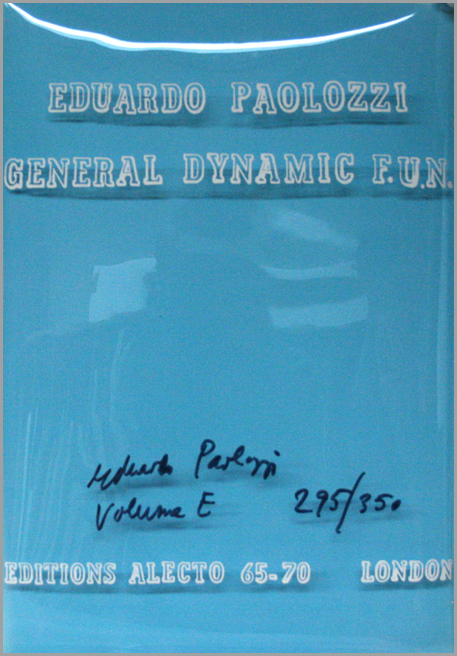 EDUARDO PAOLOZZI
GENERAL DYNAMIC F.U.N.
Eduardo Paolozzi
Volume E 295/350
EDITIONS ALECTO 65-70 LONDON